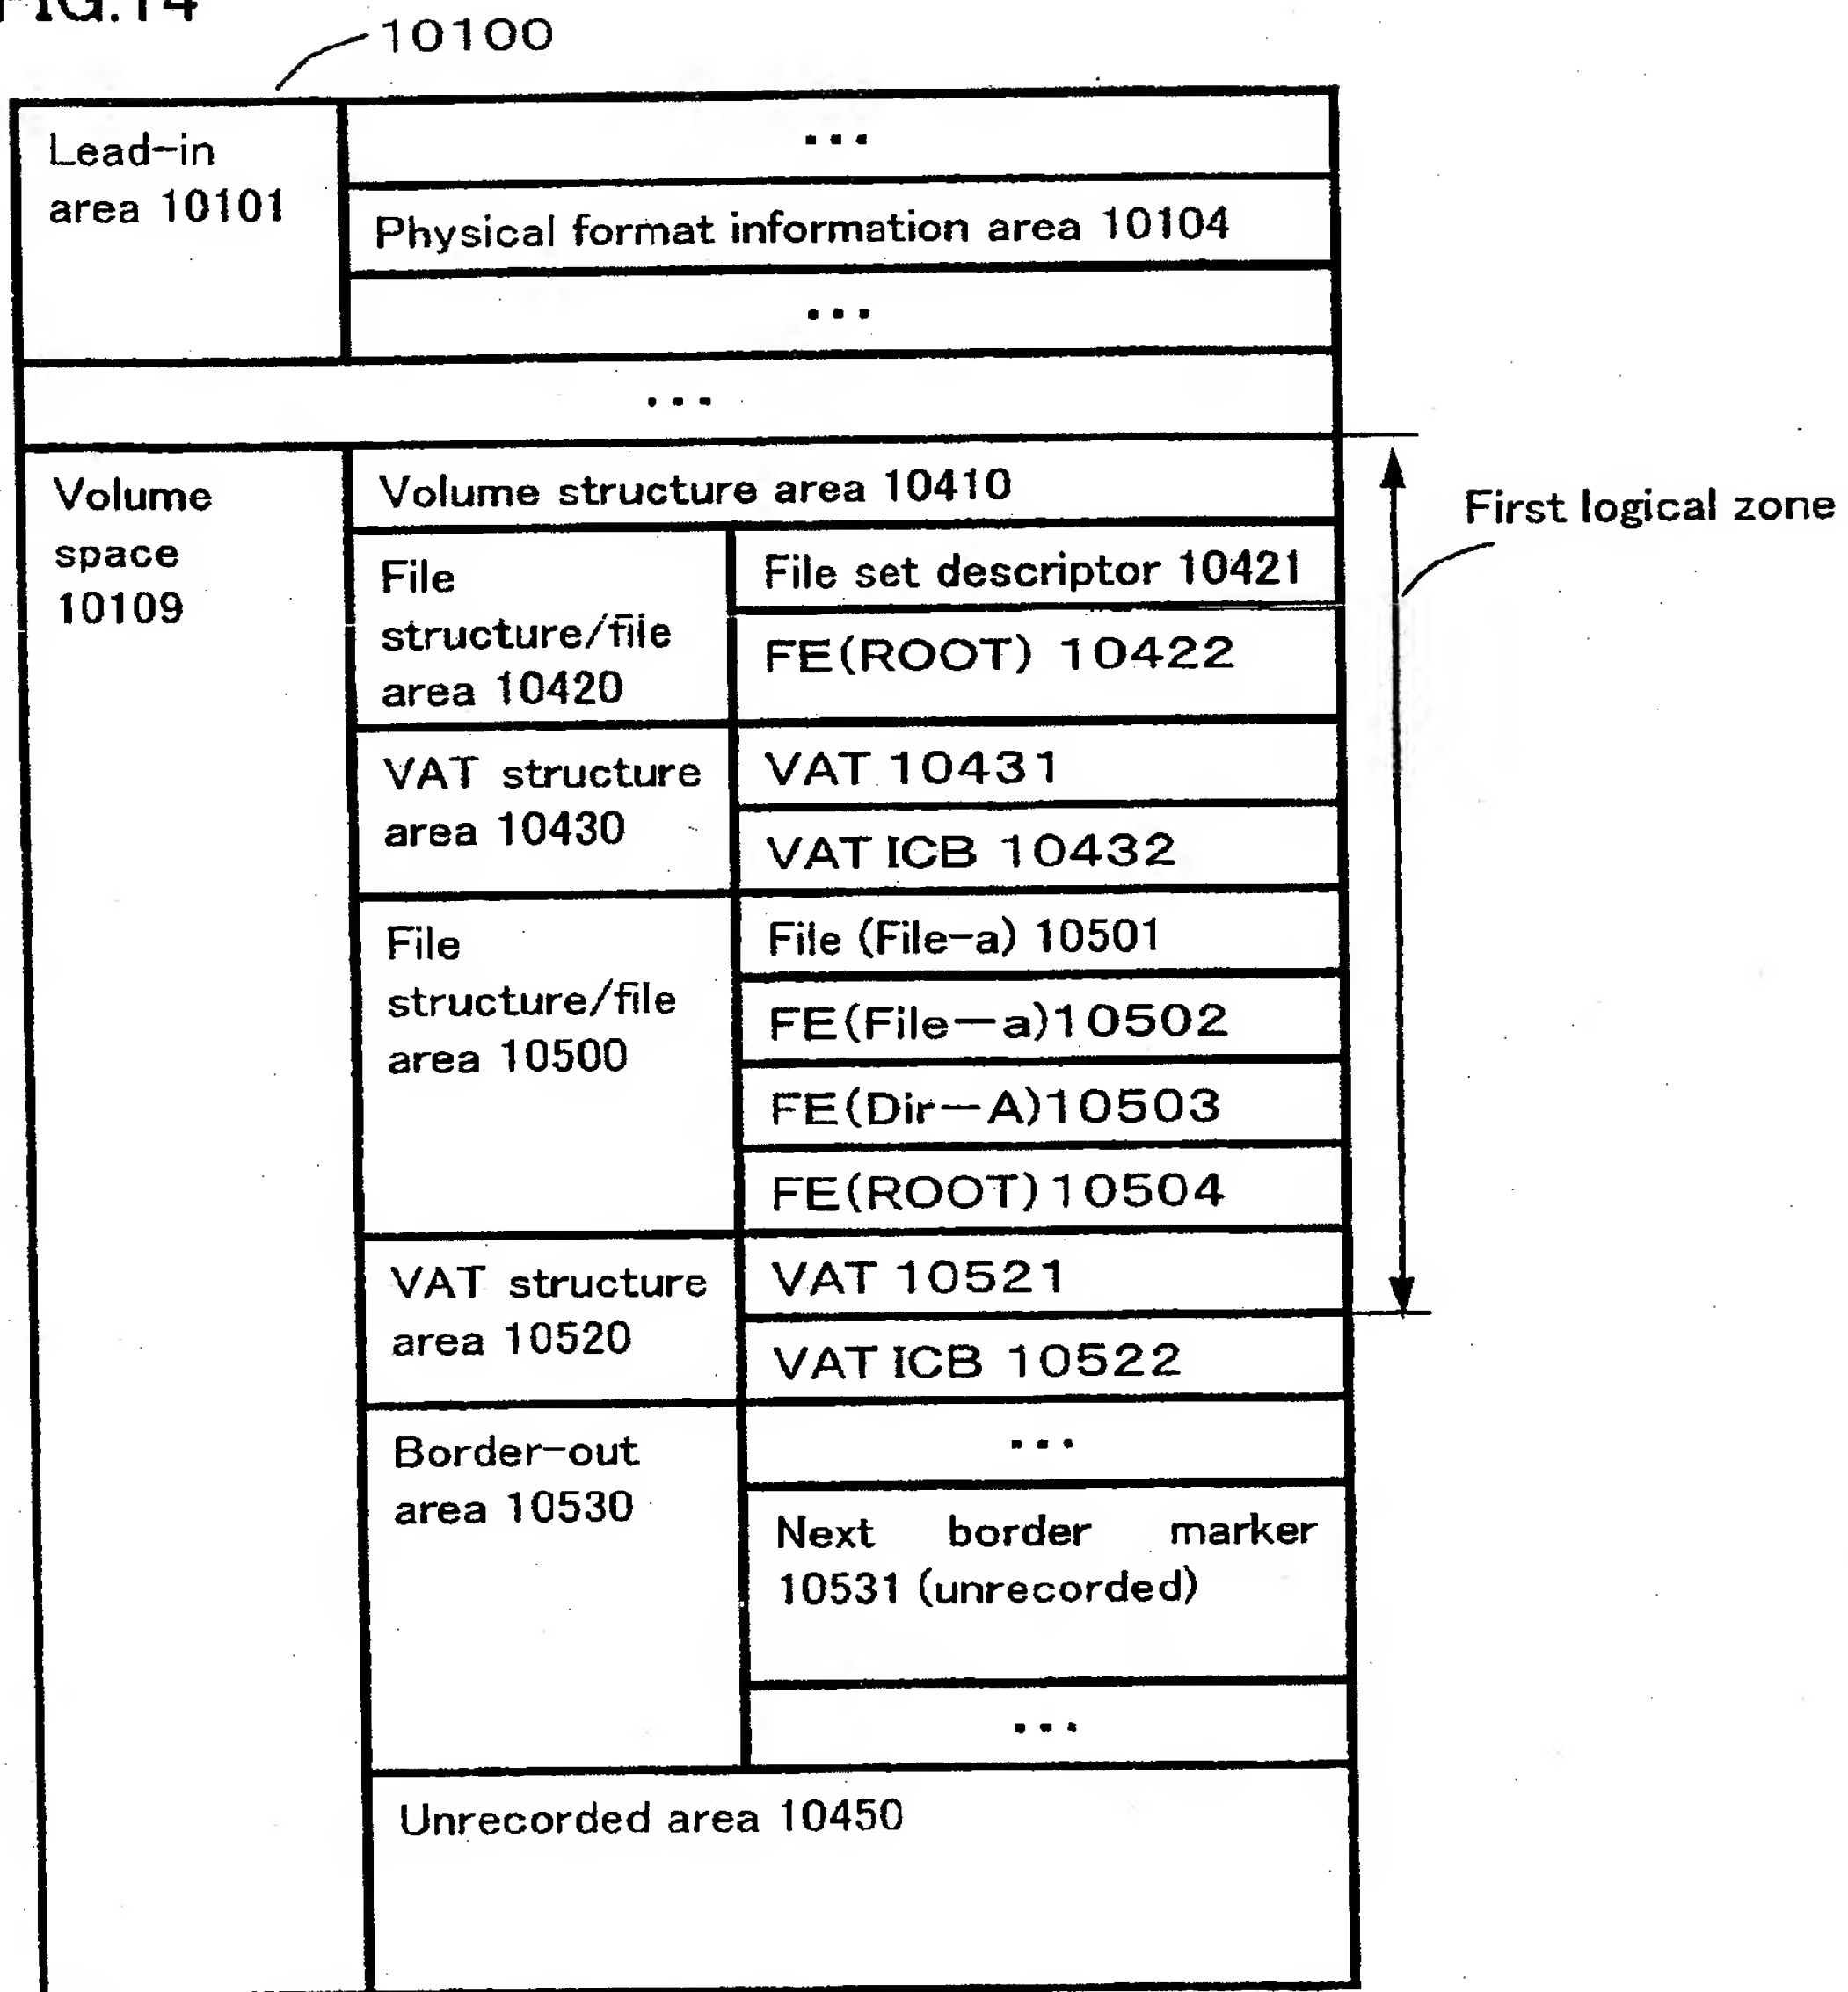 FIG.14
10100
Lead-in
area 10101
...
Physical format information area 10104
...
...
Volume
space
10109
Volume structure area 10410
First logical zone
File
structure/file
area 10420
File set descriptor 10421
FE(ROOT) 10422
VAT structure
area 10430
VAT 10431
VAT ICB 10432
File
structure/file
area 10500
File (File-a) 10501
FE(File-a)10502
FE(Dir-A)10503
FE(ROOT)10504
VAT structure
area 10520
VAT 10521
VAT ICB 10522
Border-out
area 10530
...
Next border marker
10531 (unrecorded)
...
Unrecorded area 10450